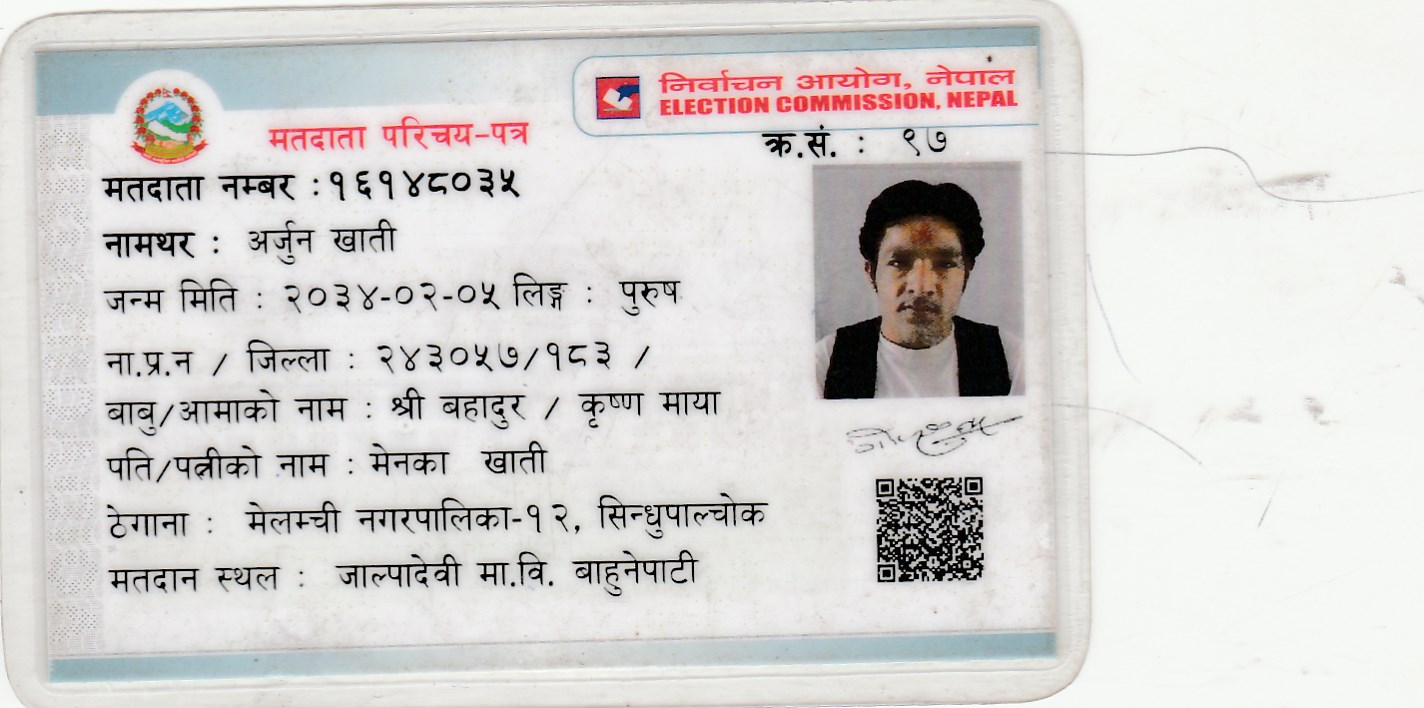 निर्वाचन आयोग, नेपाल
ELECTION COMMISSION, NEPAL
मतदाता परिचय-पत्र
क्र.सं. : ९७
मतदाता नम्बर : १६१४८०३५
नामथर : अर्जुन खाती
जन्म मिति : २०३४-०२-०५ लिङ्ग : पुरुष
ना.प्र.न / जिल्ला : २४३०५७/१८३ /
बाबु/आमाको नाम : श्री बहादुर / कृष्ण माया
पति/पत्नीको नाम : मेनका खाती
ठेगाना : मेलम्ची नगरपालिका-१२, सिन्धुपाल्चोक
मतदान स्थल : जाल्पादेवी मा.वि. बाहुनेपाटी